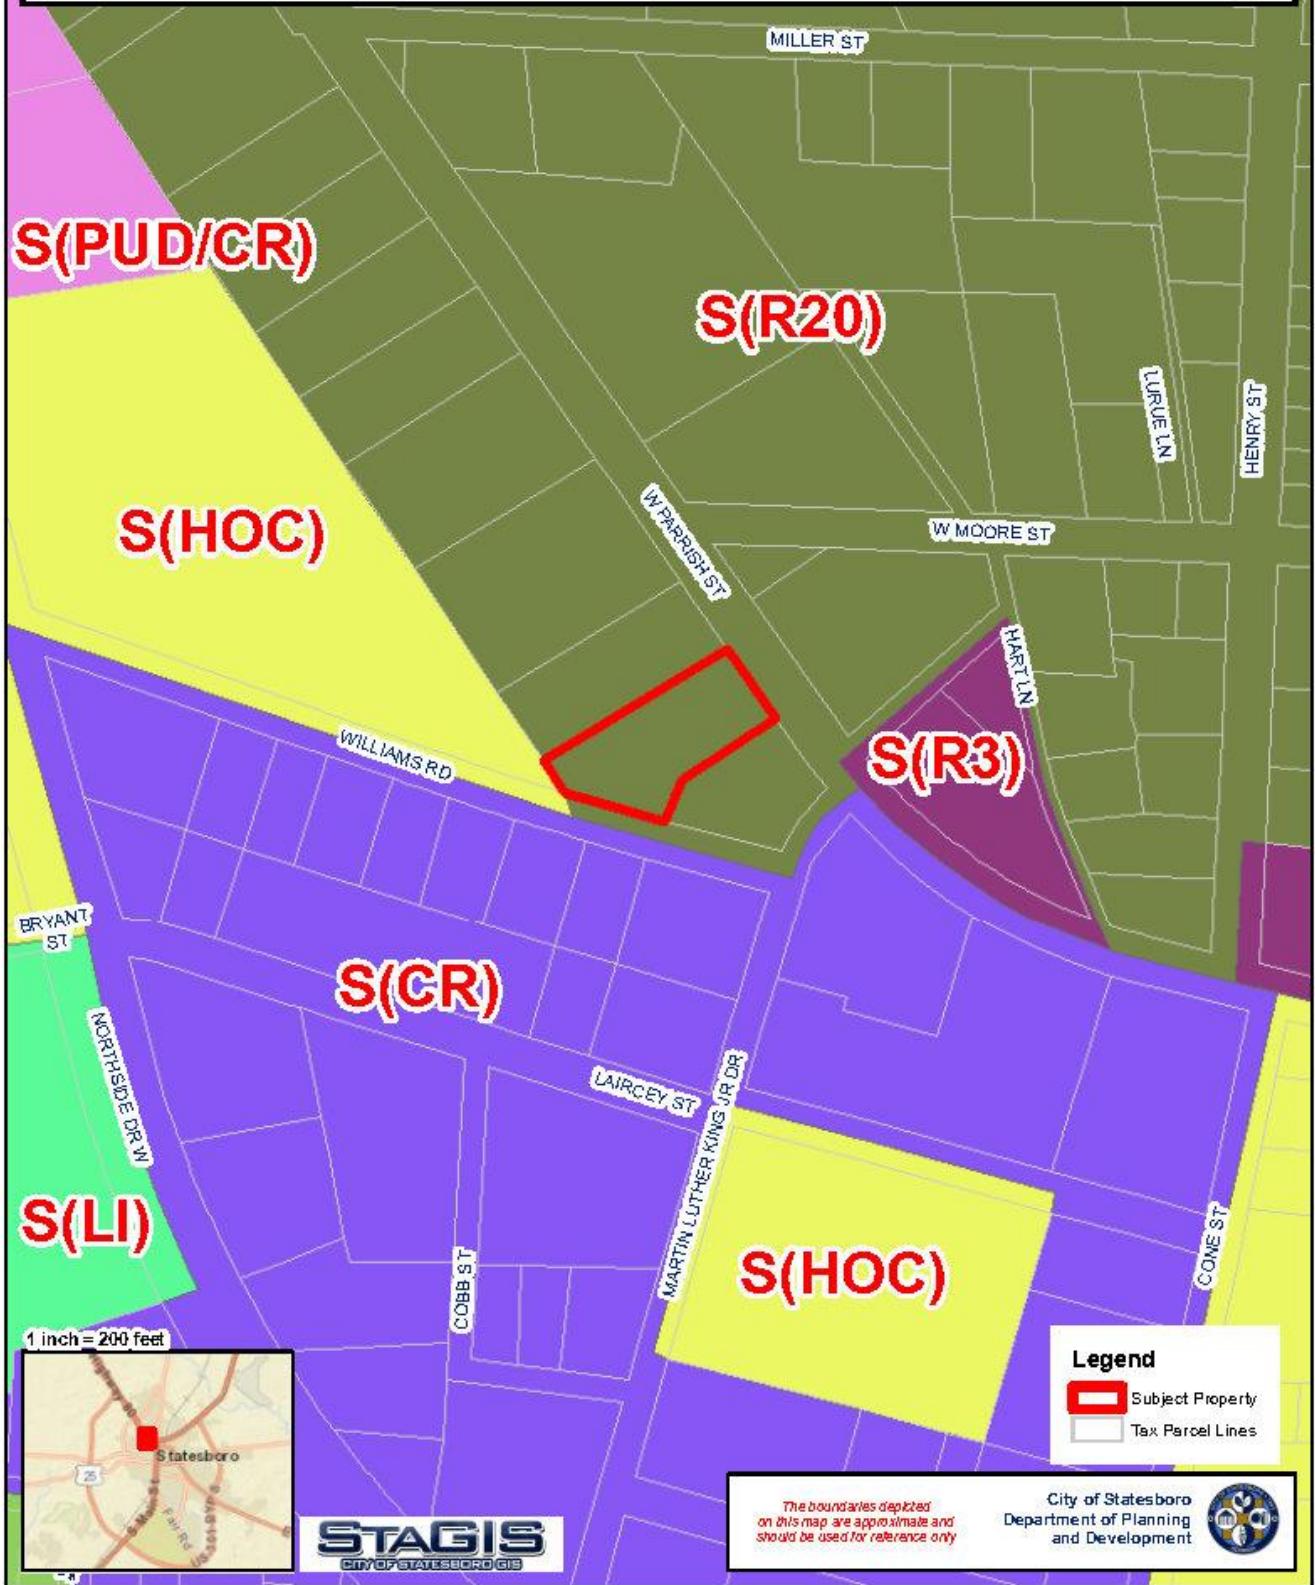 MILLER ST
S(PUD/CR)
S(R20)
LURUE LN
HENRY ST
S(HOC)
W PARRISH ST
W MOORE ST
HART LN
WILLIAMS RD
S(R3)
BRYANT
ST
S(CR)
NORTHSIDE DR W
LAIRCEY ST
MARTIN LUTHER KING JR DR
S(LI)
COBB ST
S(HOC)
CONE ST
1 inch = 200 feet
Statesboro
25
Fair Rd
Legend
Subject Property
Tax Parcel Lines
STAGIS
CITY OF STATESBORO GIS
The boundaries depicted
on this map are approximate and
should be used for reference only
City of Statesboro
Department of Planning
and Development